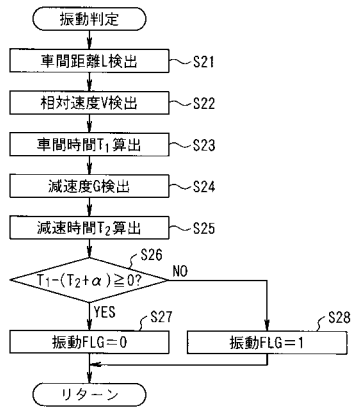 振動判定
車間距離L検出
S21
相対速度V検出
S22
車間時間T₁算出
S23
減速度G検出
S24
減速時間T₂算出
S25
S26
T₁-(T₂+α)≧0?
NO
YES
S27
振動FLG=0
S28
振動FLG=1
リターン